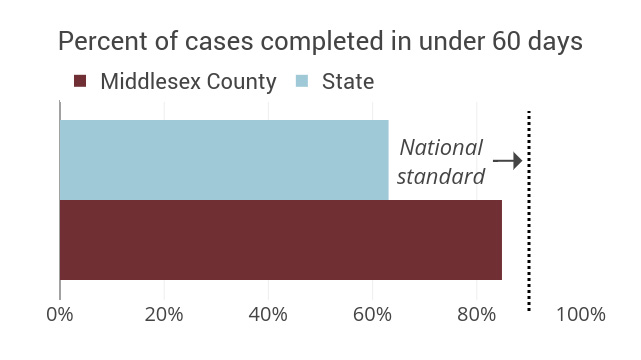 Percent of cases completed in under 60 days
Middlesex County State
National
standard
0% 20% 40% 60% 80% 100%